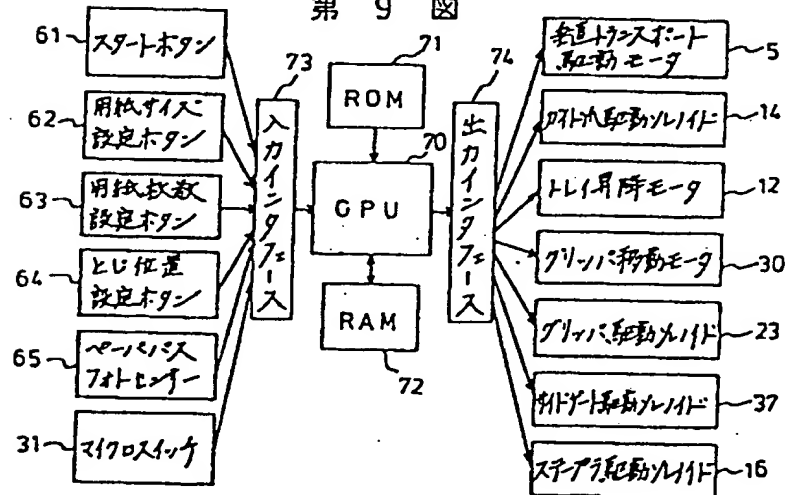 第 9 図
61
スタートボタン
62
用紙サイズ
設定ボタン
63
用紙枚数
設定ボタン
64
とじ位置
設定ボタン
65
ペーパパス
フォトセンサー
31
マイクロスイッチ
73
入力インタフェース
71
ROM
70
CPU
RAM
72
74
出力インタフェース
垂直トランスポート
駆動モータ
5
駆動ソレノイド
14
トレイ昇降モータ
12
グリッパ移動モータ
30
グリッパ駆動ソレノイド
23
サイドゲート駆動ソレノイド
37
ステープラ駆動ソレノイド
16